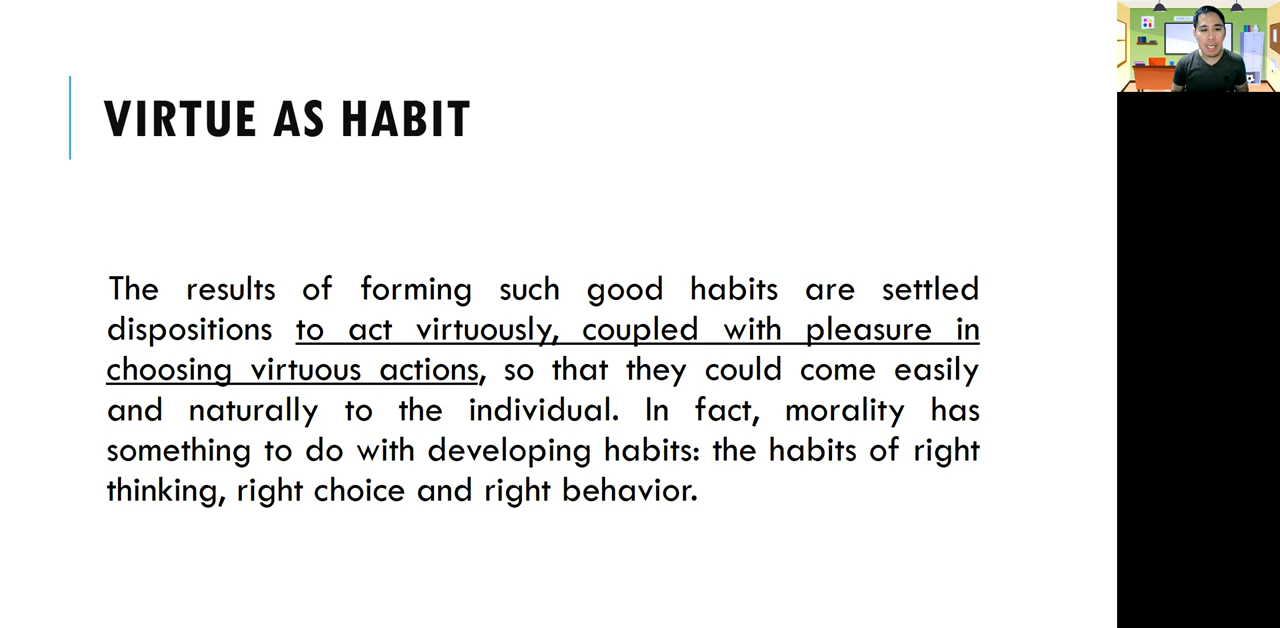 VIRTUE AS HABIT
The results of forming such good habits are settled
dispositions to act virtuously, coupled with pleasure in
choosing virtuous actions, so that they could come easily
and naturally to the individual. In fact, morality has
something to do with developing habits: the habits of right
thinking, right choice and right behavior.